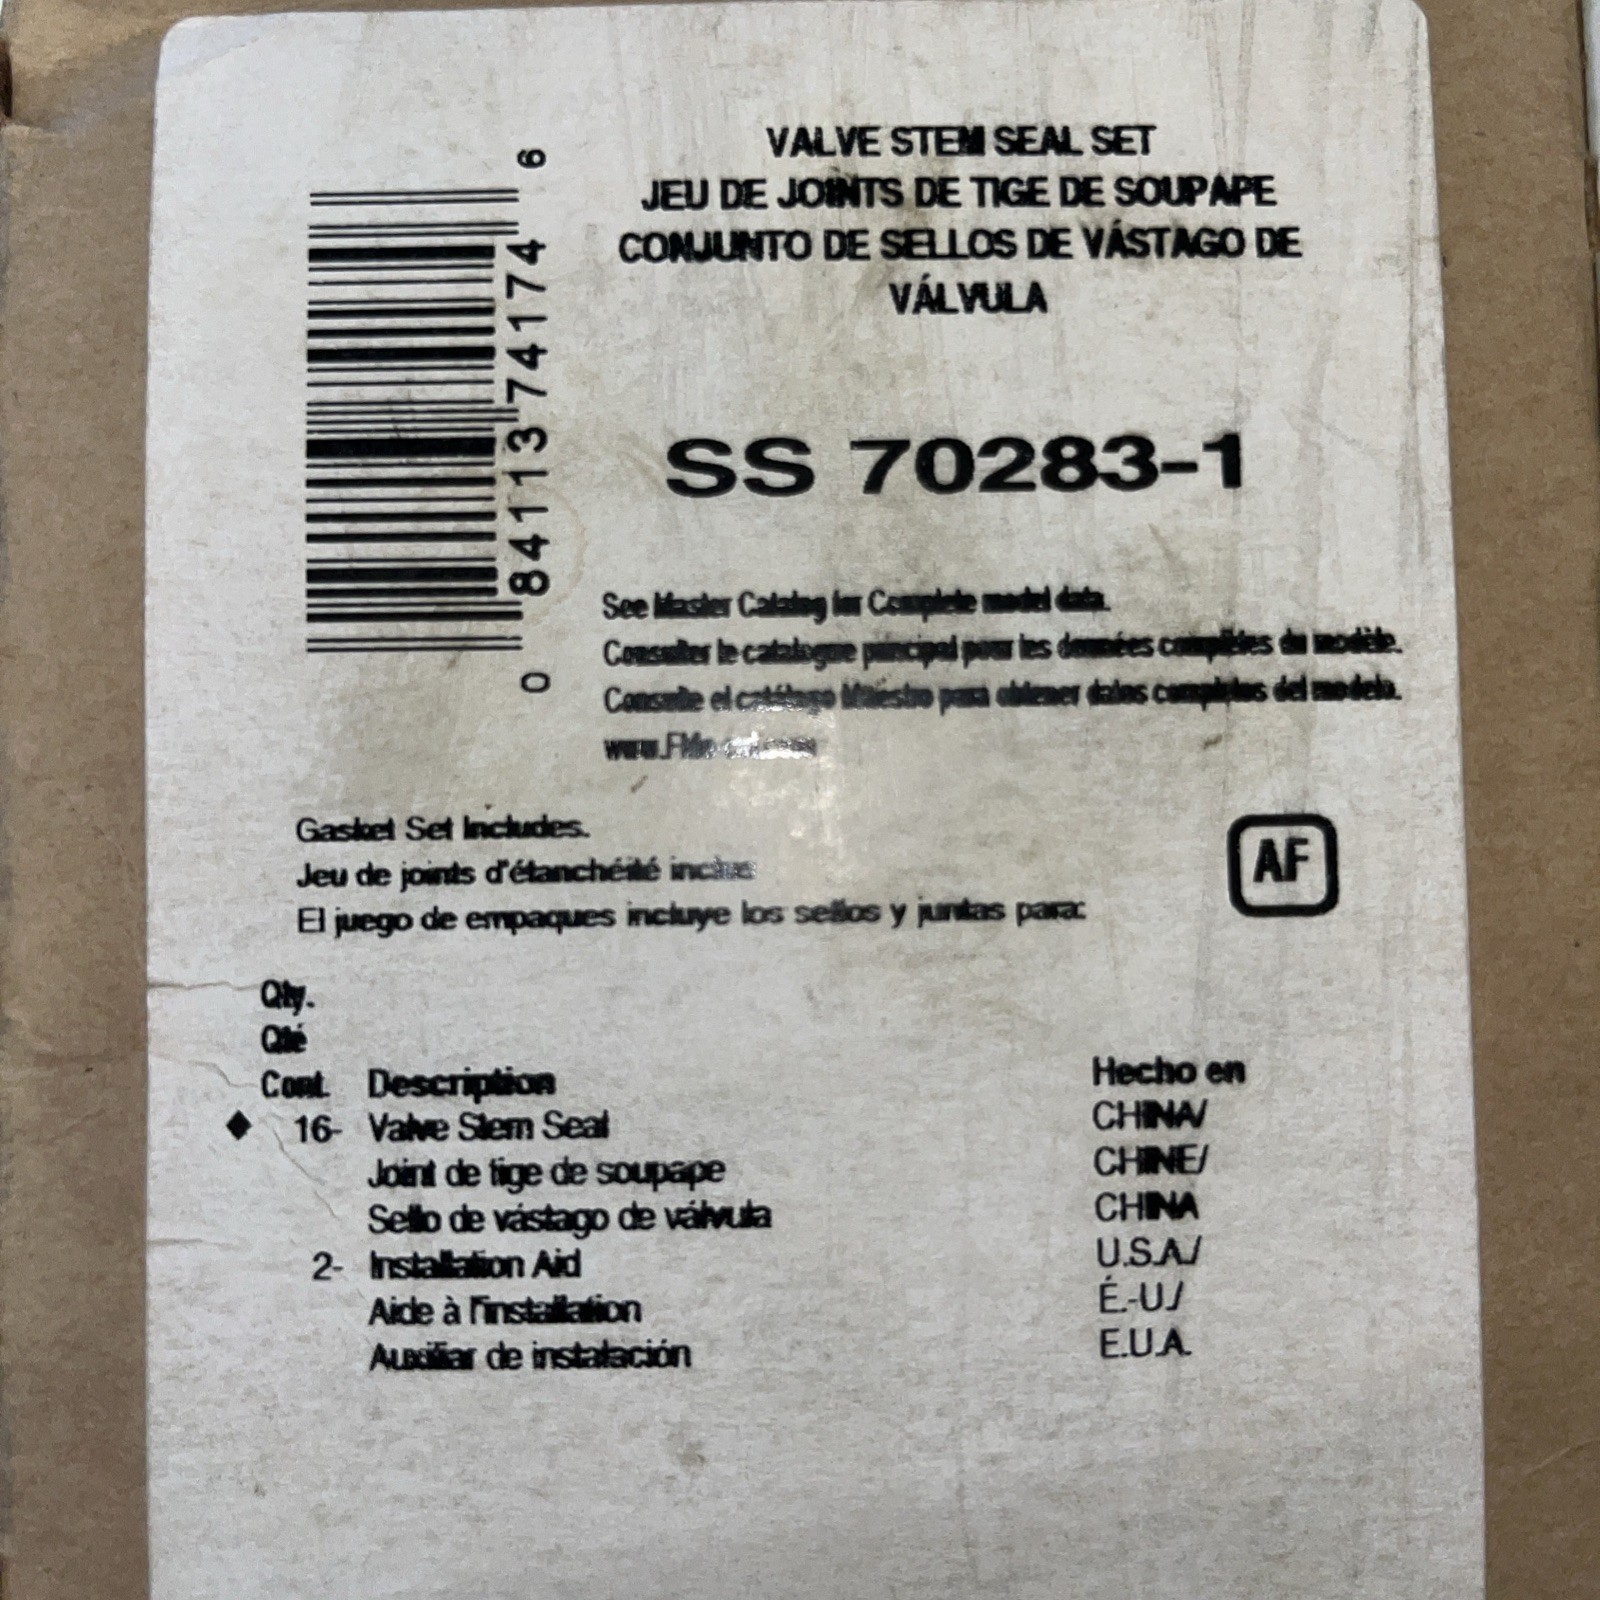 VALVE STEM SEAL SET
JEU DE JOINTS DE TIGE DE SOUPAPE
CONJUNTO DE SELLOS DE VÁSTAGO DE
VÁLVULA
0 84113 74174 6
SS 70283-1
See Master Catalog for Complete model data.
Consulter le catalogue principal pour les données complètes du modèle.
Consulte el catálogo Maestro para obtener datos completos del modelo.
Gasket Set Includes.
Jeu de joints d'étanchéité inclus
El juego de empaques incluye los sellos y juntas para:
AF
Qty.
Qté
Cont. Description Hecho en
16- Valve Stem Seal CHINA/
Joint de tige de soupape CHINE/
Sello de vástago de válvula CHINA
2- Installation Aid U.S.A./
Aide à l'installation É.-U./
Auxiliar de instalación E.U.A.